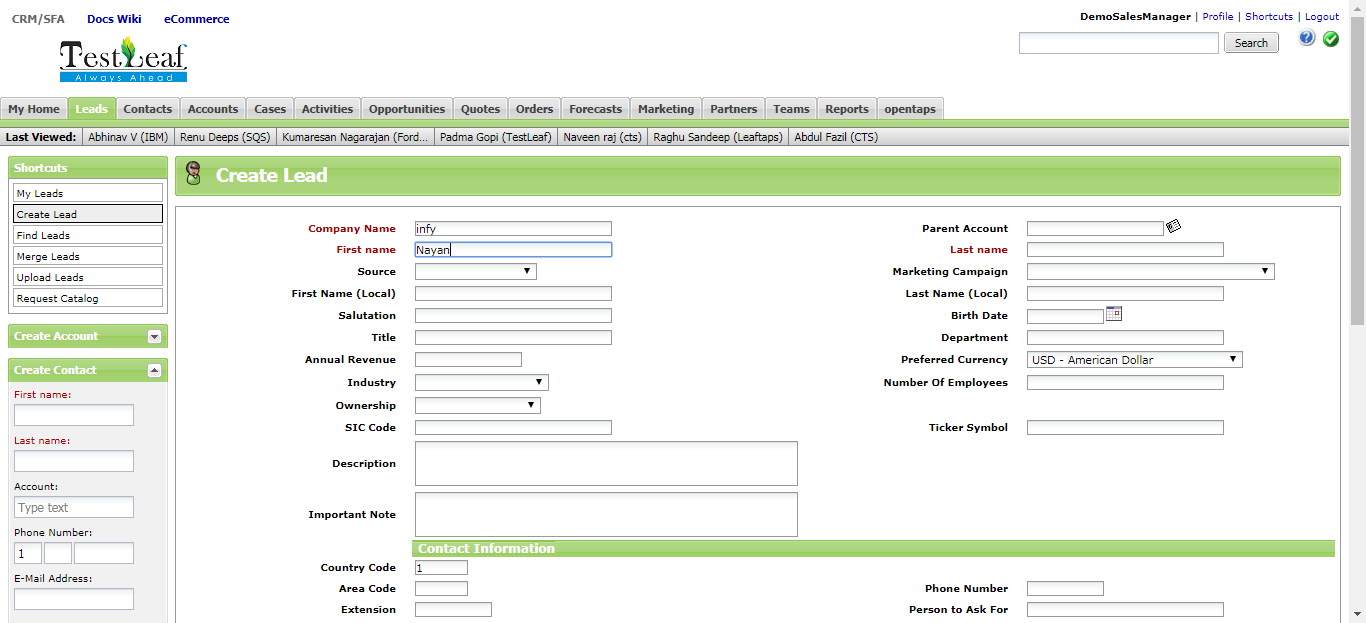 CRM/SFA Docs Wiki eCommerce
DemoSalesManager | Profile | Shortcuts | Logout
TestLeaf
Always Ahead
Search
My Home Leads Contacts Accounts Cases Activities Opportunities Quotes Orders Forecasts Marketing Partners Teams Reports opentaps
Last Viewed: Abhinav V (IBM) Renu Deeps (SQS) Kumaresan Nagarajan (Ford... Padma Gopi (TestLeaf) Naveen raj (cts) Raghu Sandeep (Leaftaps) Abdul Fazil (CTS)
Shortcuts
My Leads
Create Lead
Find Leads
Merge Leads
Upload Leads
Request Catalog
Create Account
Create Contact
First name:
Last name:
Account:
Type text
Phone Number:
1
E-Mail Address:
Create Lead
Company Name infy Parent Account
First name Nayan Last name
Source Marketing Campaign
First Name (Local) Last Name (Local)
Salutation Birth Date
Title Department
Annual Revenue Preferred Currency USD - American Dollar
Industry Number Of Employees
Ownership
SIC Code Ticker Symbol
Description
Important Note
Contact Information
Country Code 1
Area Code Phone Number
Extension Person to Ask For